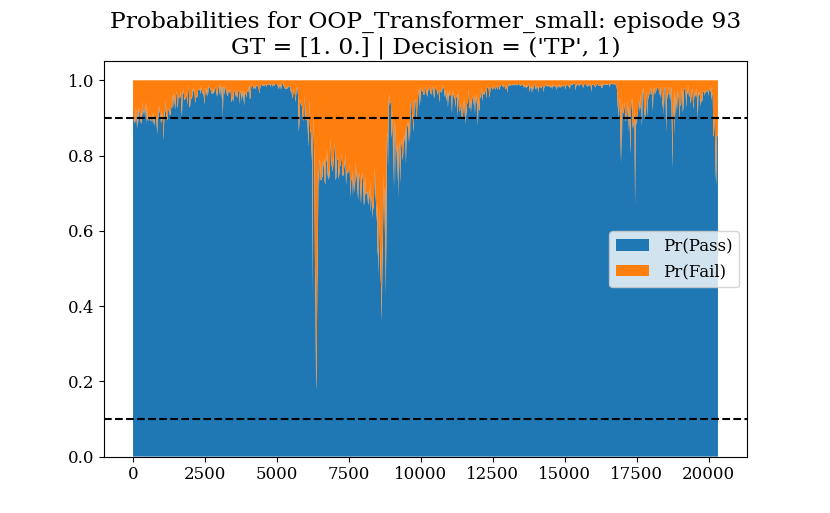 Probabilities for OOP_Transformer_small: episode 93
GT = [1. 0.] | Decision = ('TP', 1)
1.0
0.8
0.6
0.4
0.2
0.0
Pr(Pass)
Pr(Fail)
0 2500 5000 7500 10000 12500 15000 17500 20000